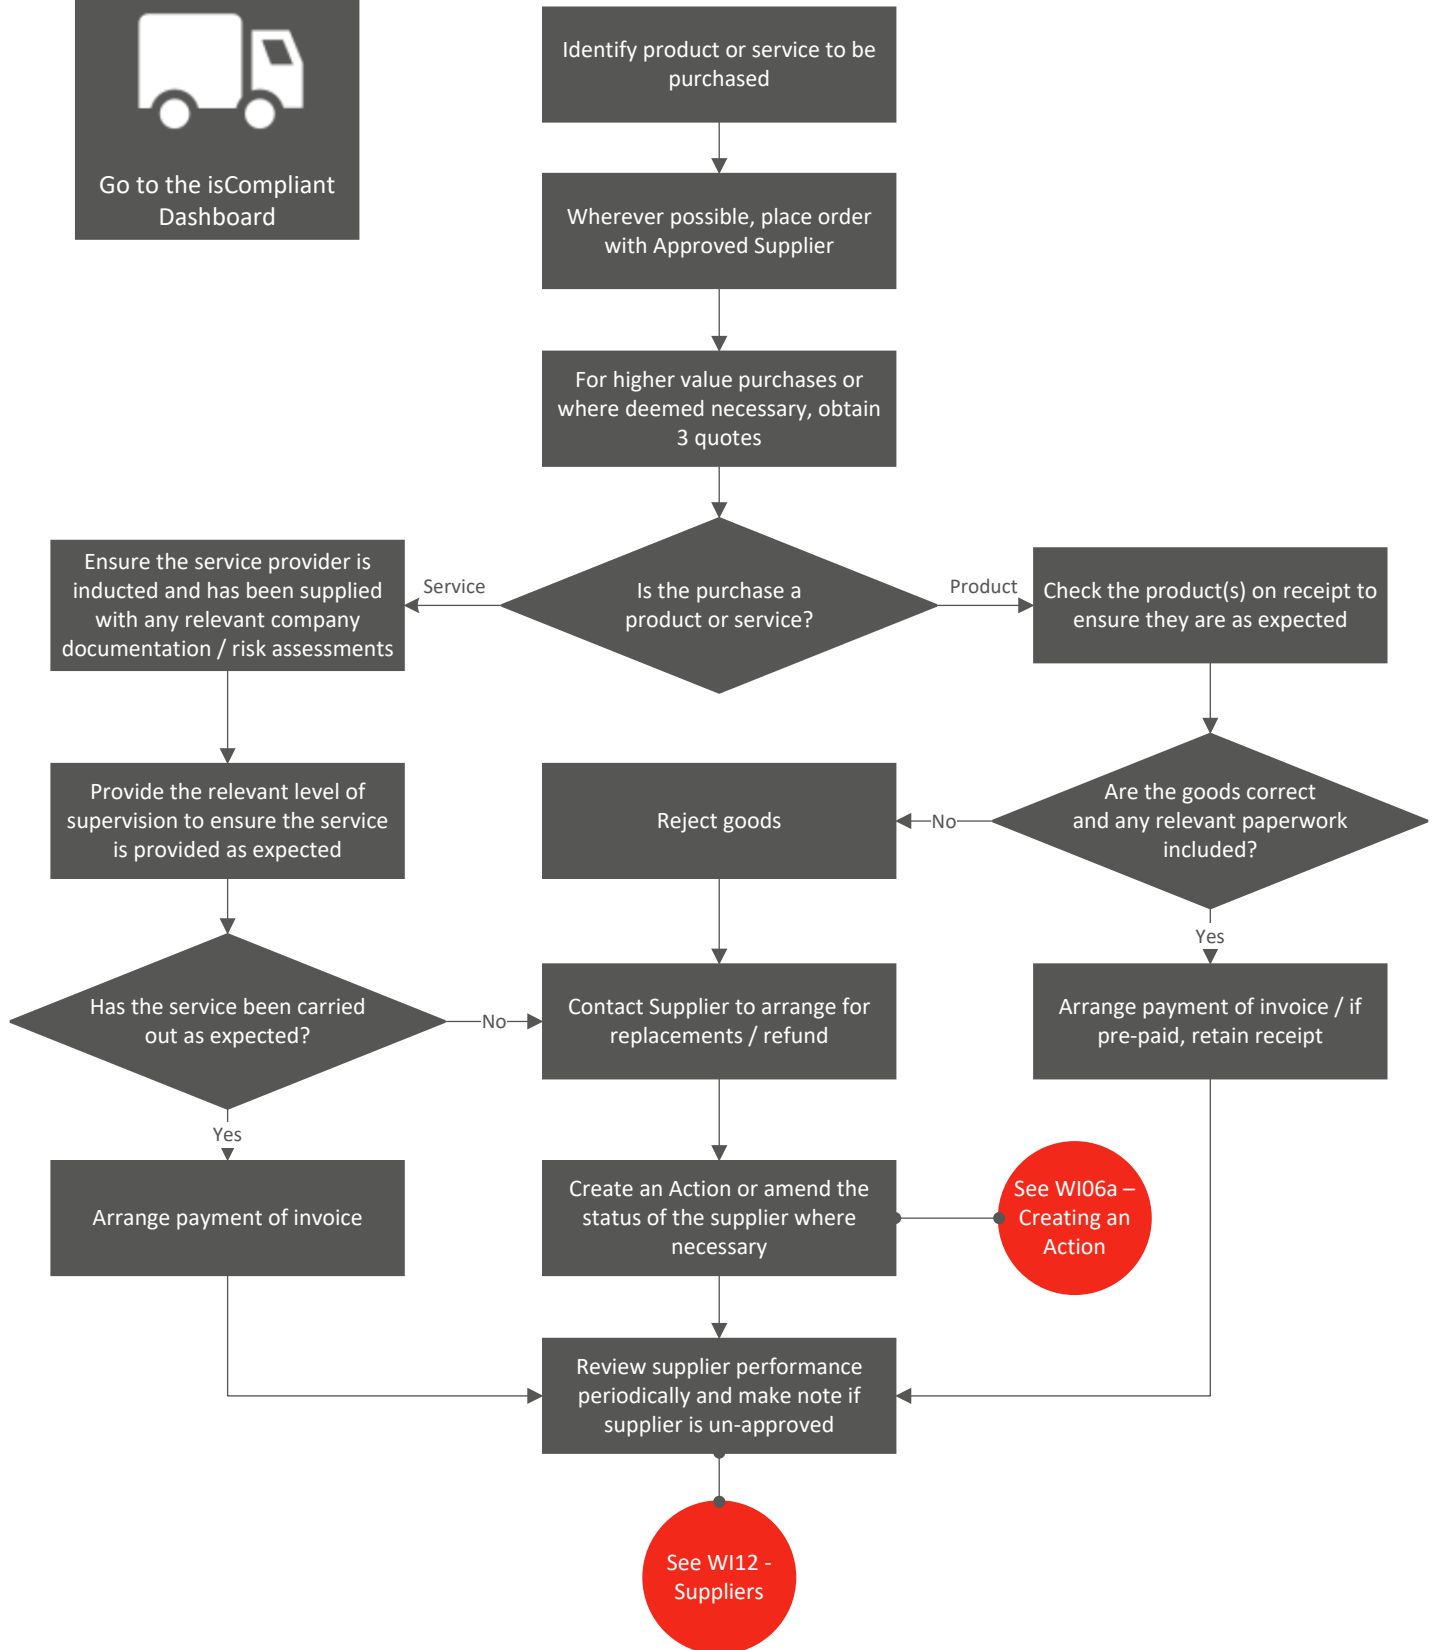 Go to the isCompliant
Dashboard
Identify product or service to be
purchased
Wherever possible, place order
with Approved Supplier
For higher value purchases or
where deemed necessary, obtain
3 quotes
Is the purchase a
product or service?
Service
Product
Ensure the service provider is
inducted and has been supplied
with any relevant company
documentation / risk assessments
Check the product(s) on receipt to
ensure they are as expected
Provide the relevant level of
supervision to ensure the service
is provided as expected
Reject goods
No
Are the goods correct
and any relevant paperwork
included?
Yes
Has the service been carried
out as expected?
No
Contact Supplier to arrange for
replacements / refund
Arrange payment of invoice / if
pre-paid, retain receipt
Yes
Arrange payment of invoice
Create an Action or amend the
status of the supplier where
necessary
See WI06a –
Creating an
Action
Review supplier performance
periodically and make note if
supplier is un-approved
See WI12 -
Suppliers